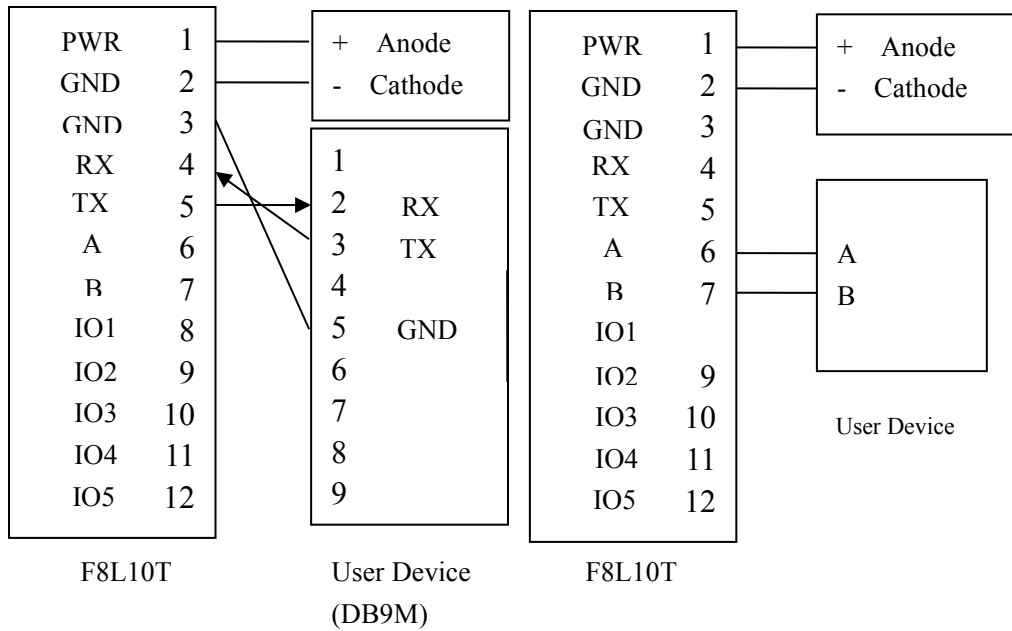 PWR 1
GND 2
GND 3
RX 4
TX 5
A 6
B 7
IO1 8
IO2 9
IO3 10
IO4 11
IO5 12
F8L10T
+ Anode
- Cathode
1
2 RX
3 TX
4
5 GND
6
7
8
9
User Device
(DB9M)
PWR 1
GND 2
GND 3
RX 4
TX 5
A 6
B 7
IO1
IO2 9
IO3 10
IO4 11
IO5 12
F8L10T
+ Anode
- Cathode
A
B
User Device